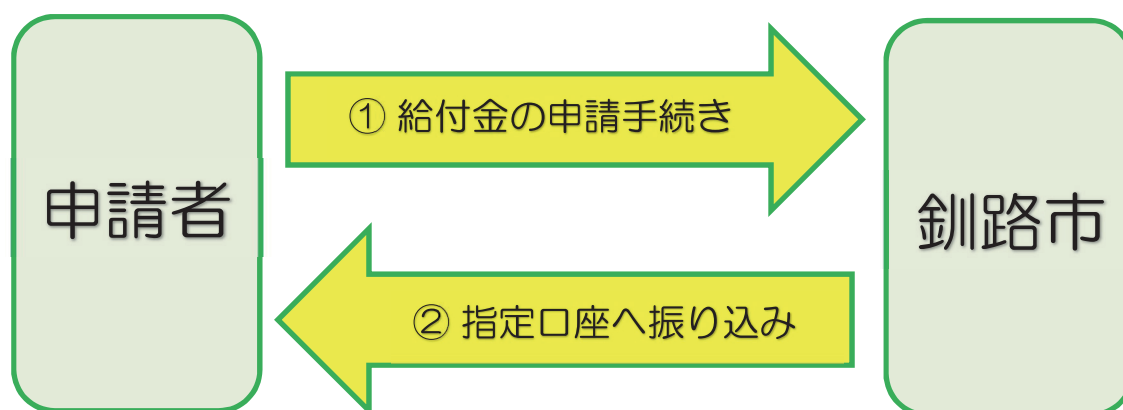 申請者
① 給付金の申請手続き
② 指定口座へ振り込み
釧路市